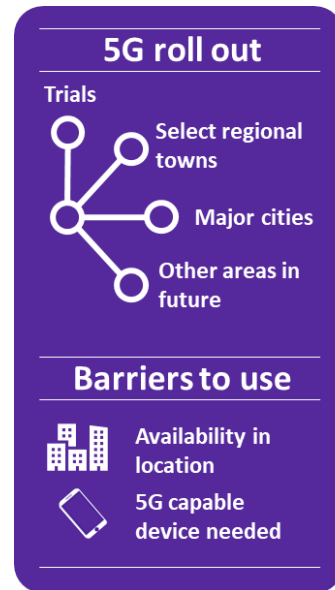 5G roll out
Trials
Select regional
towns
Major cities
Other areas in
future
Barriers to use
Availability in
location
5G capable
device needed